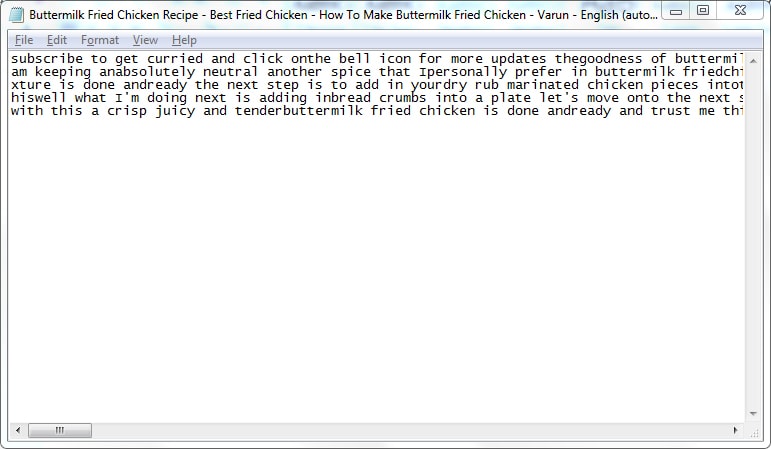 Buttermilk Fried Chicken Recipe - Best Fried Chicken - How To Make Buttermilk Fried Chicken - Varun - English (auto...
File Edit Format View Help
subscribe to get curried and click onthe bell icon for more updates thegoodness of buttermil
am keeping anabsolutely neutral another spice that Ipersonally prefer in buttermilk friedchi
xture is done andready the next step is to add in yourdry rub marinated chicken pieces intot
hiswell what I'm doing next is adding inbread crumbs into a plate let's move onto the next s
with this a crisp juicy and tenderbuttermilk fried chicken is done andready and trust me thi